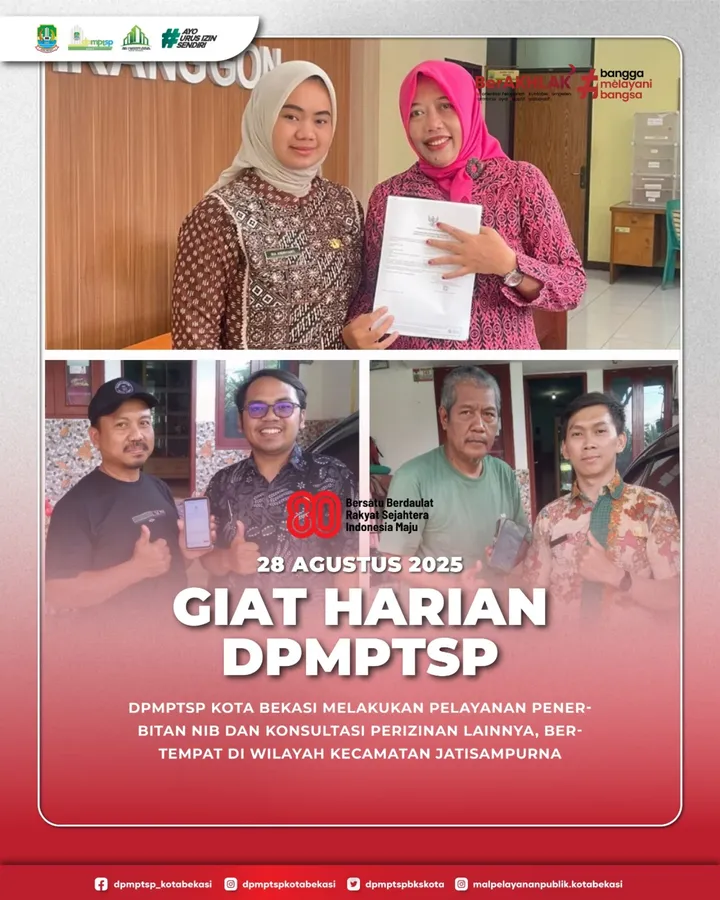 #AYO
URUS IZIN
SENDIRI
BerAKHLAK
#bangga
melayani
bangsa
80
Bersatu Berdaulat
Rakyat Sejahtera
Indonesia Maju
28 AGUSTUS 2025
GIAT HARIAN
DPMPTSP
DPMPTSP KOTA BEKASI MELAKUKAN PELAYANAN PENER-
BITAN NIB DAN KONSULTASI PERIZINAN LAINNYA, BER-
TEMPAT DI WILAYAH KECAMATAN JATISAMPURNA
dpmptsp_kotabekasi dpmptspkotabekasi dpmptspbkskota malpelayananpublik.kotabekasi